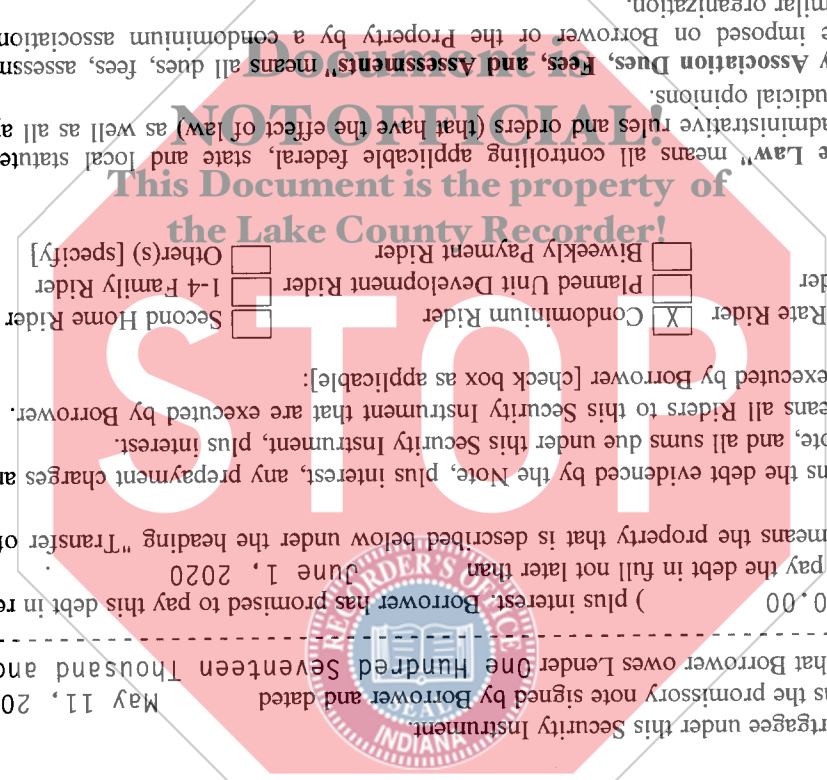 rtgagee under this Security Instrument.
s the promissory note signed by Borrower and dated May 11, 20
hat Borrower owes Lender One Hundred Seventeen Thousand and
0.00 ) plus interest. Borrower has promised to pay this debt in re
pay the debt in full not later than June 1, 2020 .
means the property that is described below under the heading "Transfer of
ns the debt evidenced by the Note, plus interest, any prepayment charges an
ote, and all sums due under this Security Instrument, plus interest.
eans all Riders to this Security Instrument that are executed by Borrower.
executed by Borrower [check box as applicable]:
Rate Rider X Condominium Rider Second Home Rider
der Planned Unit Development Rider 1-4 Family Rider
Biweekly Payment Rider Other(s) [specify]
e Law" means all controlling applicable federal, state and local statute
administrative rules and orders (that have the effect of law) as well as all a
udicial opinions.
y Association Dues, Fees, and Assessments" means all dues, fees, assessm
e imposed on Borrower or the Property by a condominium association
milar organization.
Document is
NOT OFFICIAL!
This Document is the property of
the Lake County Recorder!
STOP
RECORDER'S OFFICE
SEAL
INDIANA